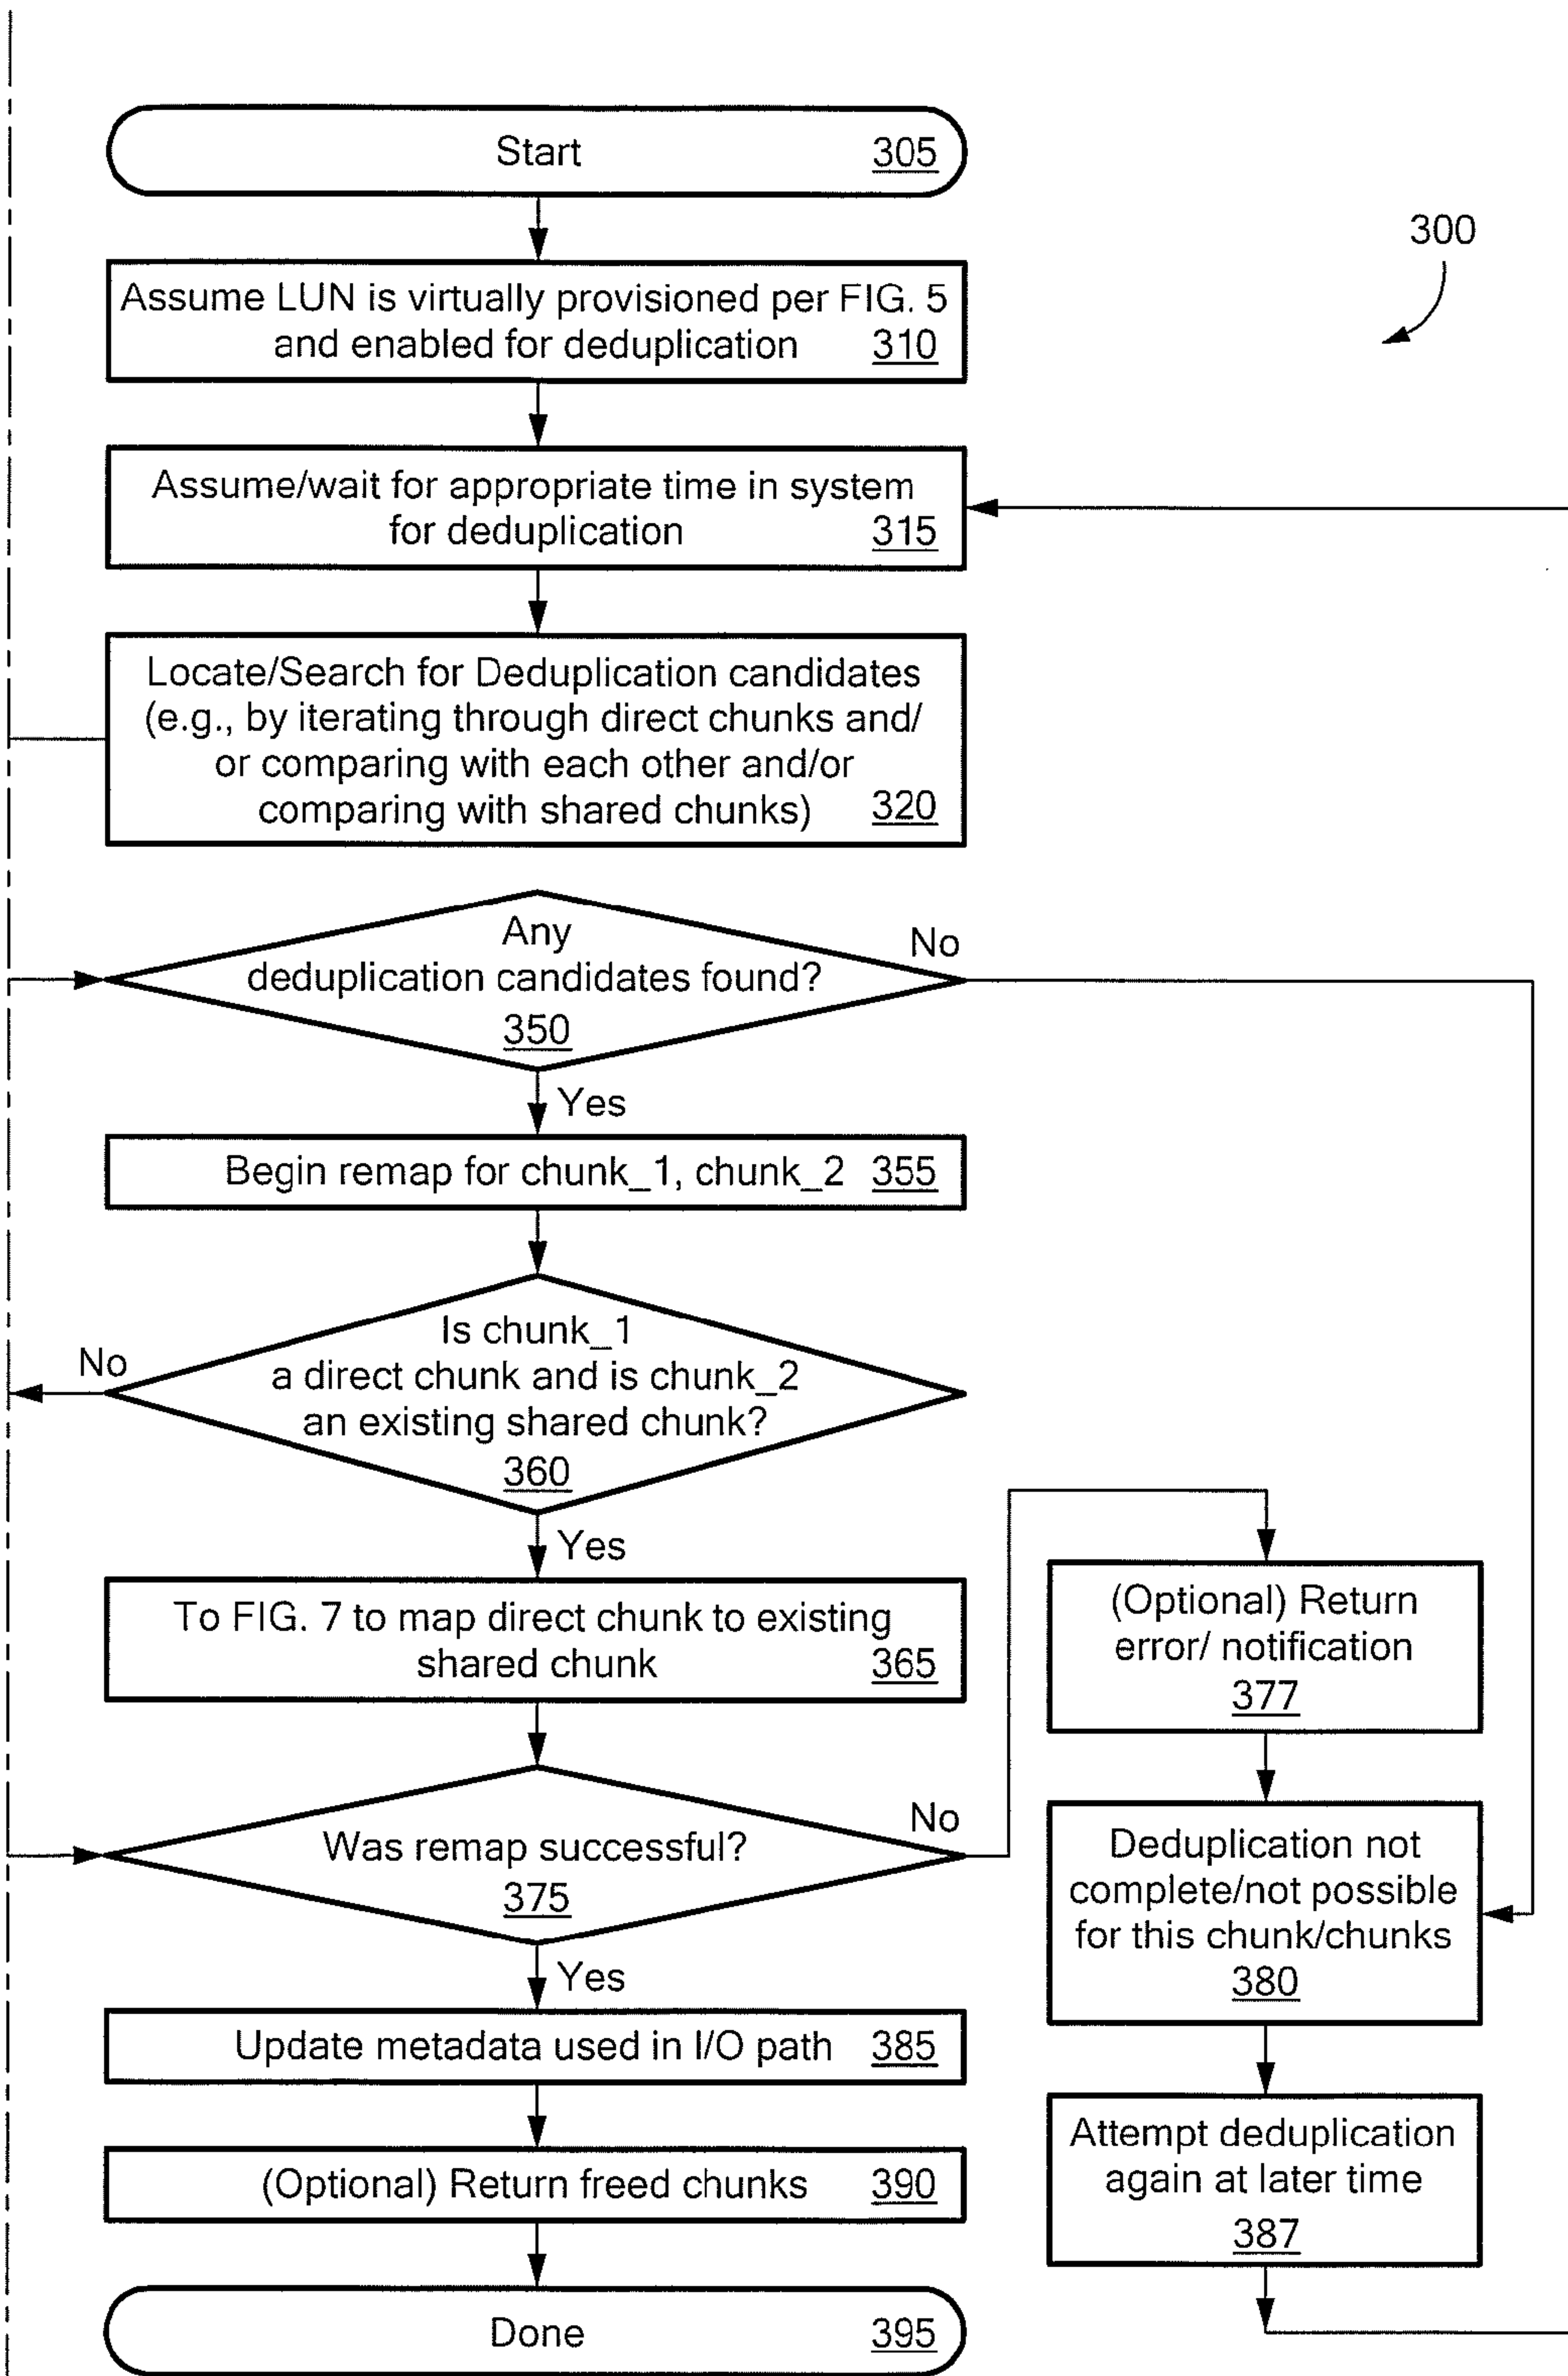 Start 305
300
Assume LUN is virtually provisioned per FIG. 5
and enabled for deduplication 310
Assume/wait for appropriate time in system
for deduplication 315
Locate/Search for Deduplication candidates
(e.g., by iterating through direct chunks and/
or comparing with each other and/or
comparing with shared chunks) 320
Any
deduplication candidates found?
350
No
Yes
Begin remap for chunk_1, chunk_2 355
Is chunk_1
a direct chunk and is chunk_2
an existing shared chunk?
360
No
Yes
To FIG. 7 to map direct chunk to existing
shared chunk 365
Was remap successful?
375
No
Yes
(Optional) Return
error/ notification
377
Deduplication not
complete/not possible
for this chunk/chunks
380
Attempt deduplication
again at later time
387
Update metadata used in I/O path 385
(Optional) Return freed chunks 390
Done 395